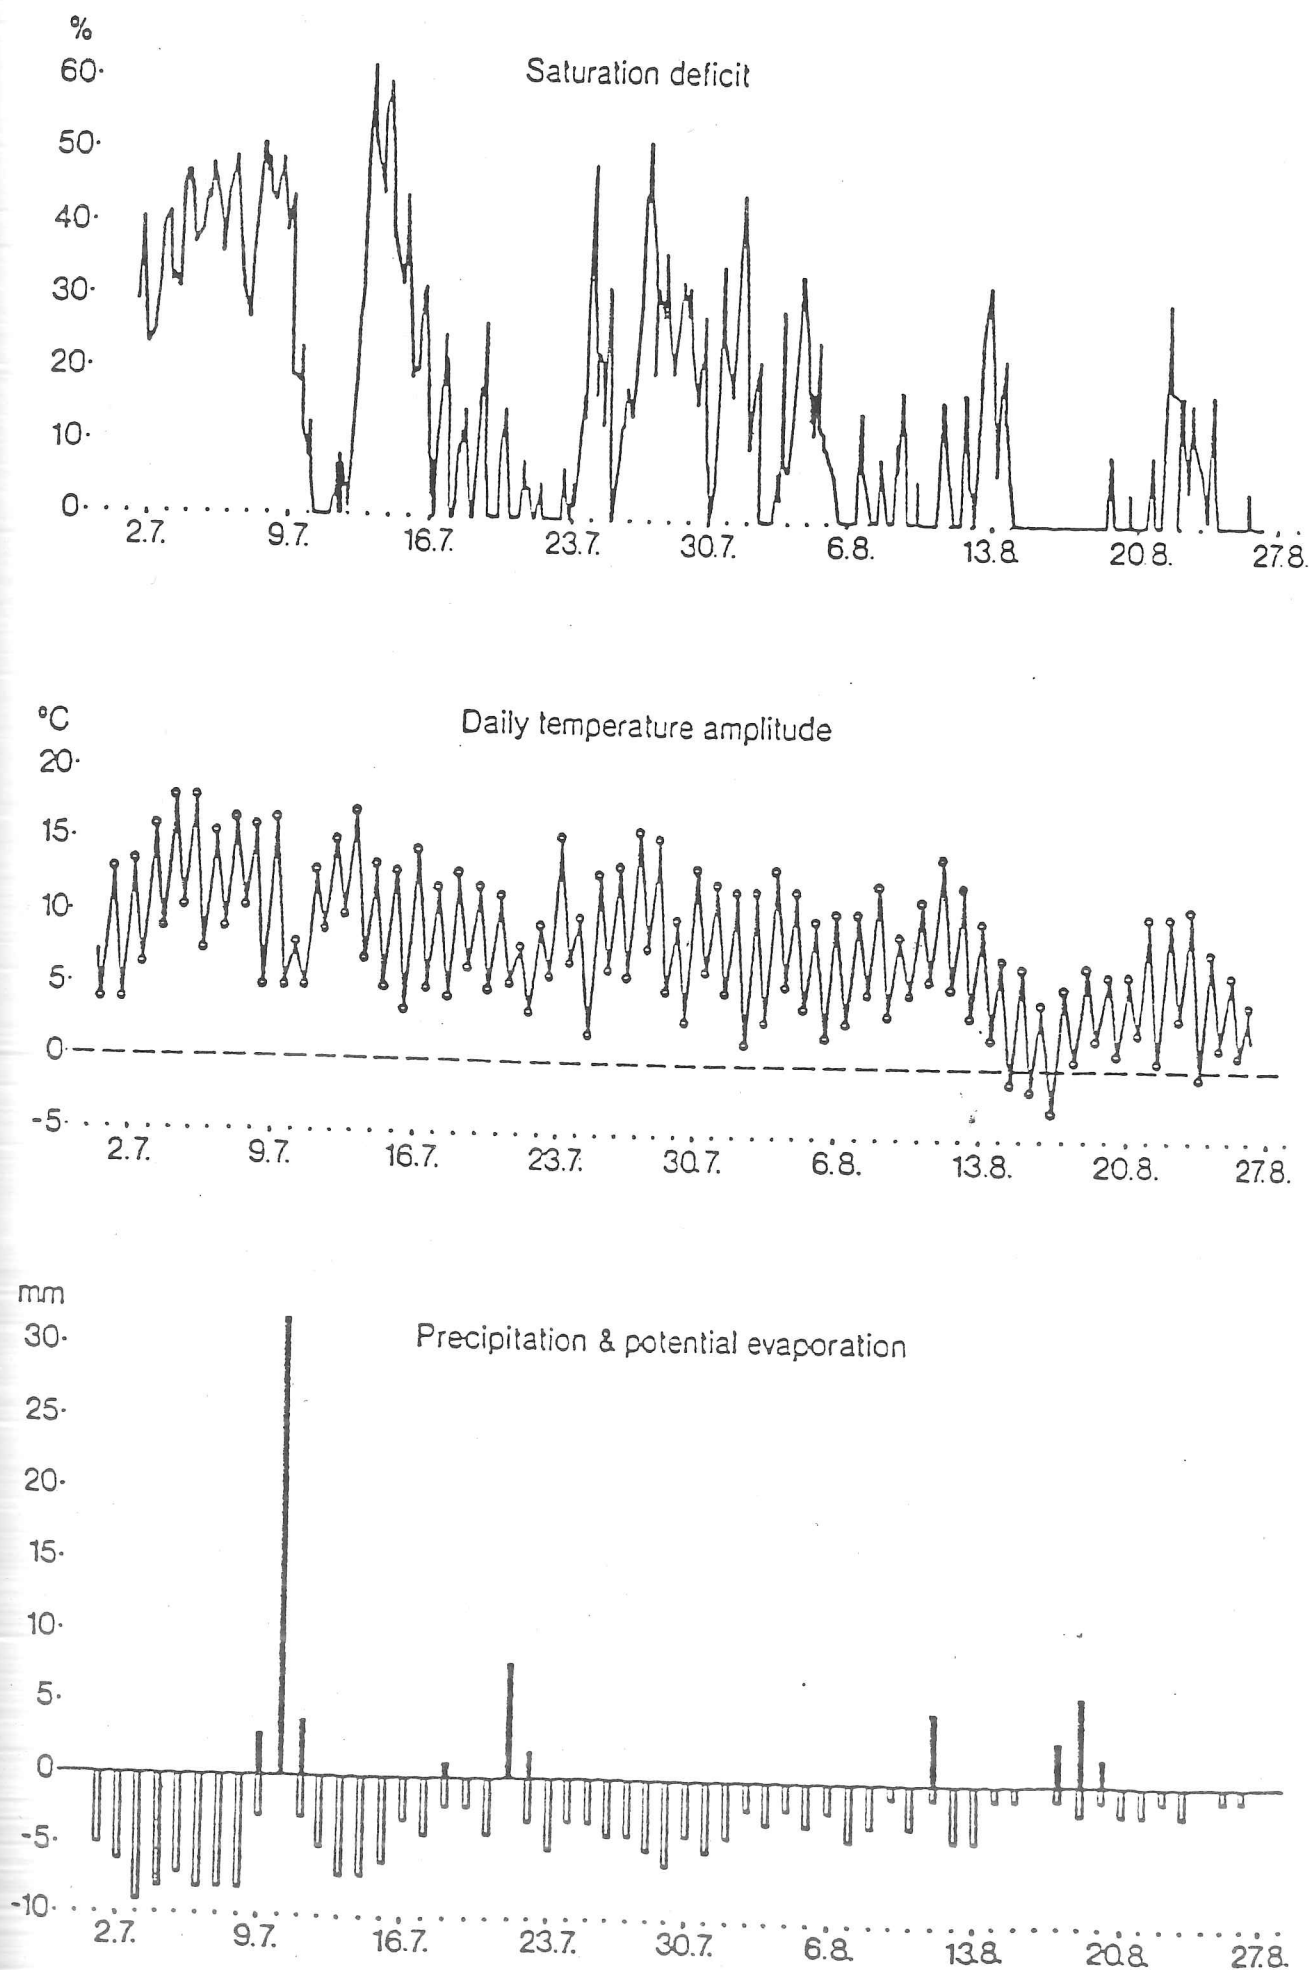 %
Saturation deficit
60
50
40
30
20
10
0
2.7. 9.7. 16.7. 23.7. 30.7. 6.8. 13.8. 20.8. 27.8.
°C
Daily temperature amplitude
20
15
10
5
0
-5
2.7. 9.7. 16.7. 23.7. 30.7. 6.8. 13.8. 20.8. 27.8.
mm
Precipitation & potential evaporation
30
25
20
15
10
5
0
-5
-10
2.7. 9.7. 16.7. 23.7. 30.7. 6.8. 13.8. 20.8. 27.8.